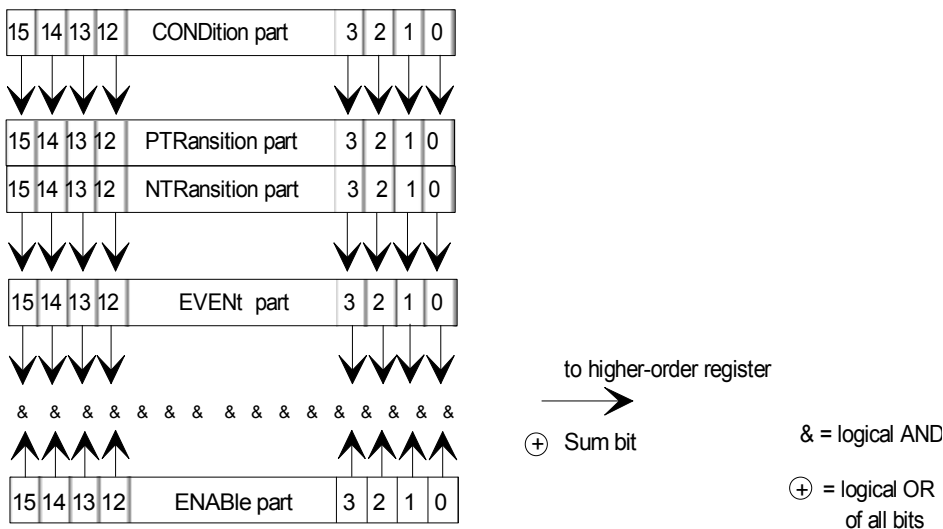 15 14 13 12 CONDition part 3 2 1 0
15 14 13 12 PTRansition part 3 2 1 0
15 14 13 12 NTRansition part 3 2 1 0
15 14 13 12 EVENt part 3 2 1 0
to higher-order register
& & & & & & & & & & & & & & & &
+ Sum bit
& = logical AND
15 14 13 12 ENABle part 3 2 1 0
+ = logical OR
of all bits